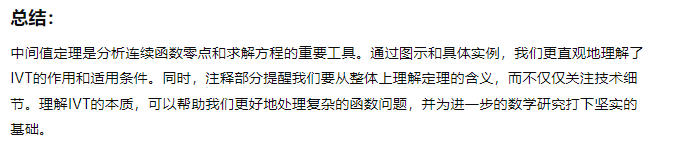 总结：
中间值定理是分析连续函数零点和求解方程的重要工具。通过图示和具体实例，我们更直观地理解了
IVT的作用和适用条件。同时，注释部分提醒我们要从整体上理解定理的含义，而不仅仅关注技术细
节。理解IVT的本质，可以帮助我们更好地处理复杂的函数问题，并为进一步的数学研究打下坚实的
基础。